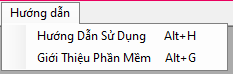 Hướng dẫn
Hướng Dẫn Sử Dụng Alt+H
Giới Thiệu Phần Mềm Alt+G